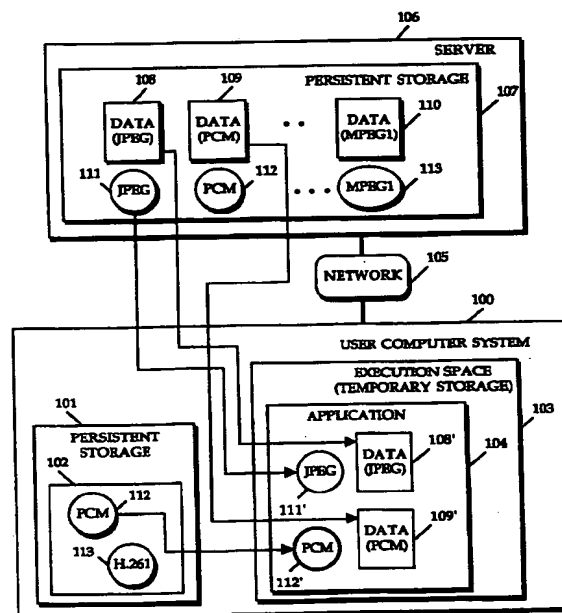 106
SERVER
108
109
PERSISTENT STORAGE
107
DATA
(JPEG)
DATA
(PCM)
. .
DATA
(MPEG1)
110
111
JPEG
PCM
112
. . .
MPEG1
113
NETWORK
105
100
USER COMPUTER SYSTEM
EXECUTION SPACE
(TEMPORARY STORAGE)
103
101
PERSISTENT
STORAGE
APPLICATION
104
102
DATA
(JPEG)
108'
JPEG
111'
PCM
112
DATA
(PCM)
109'
113
H.261
PCM
112'